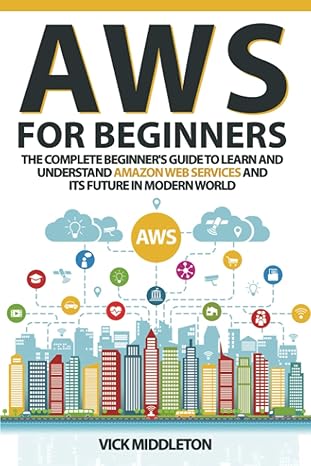 AWS
FOR BEGINNERS
THE COMPLETE BEGINNER'S GUIDE TO LEARN AND
UNDERSTAND AMAZON WEB SERVICES AND
ITS FUTURE IN MODERN WORLD
AWS
VICK MIDDLETON